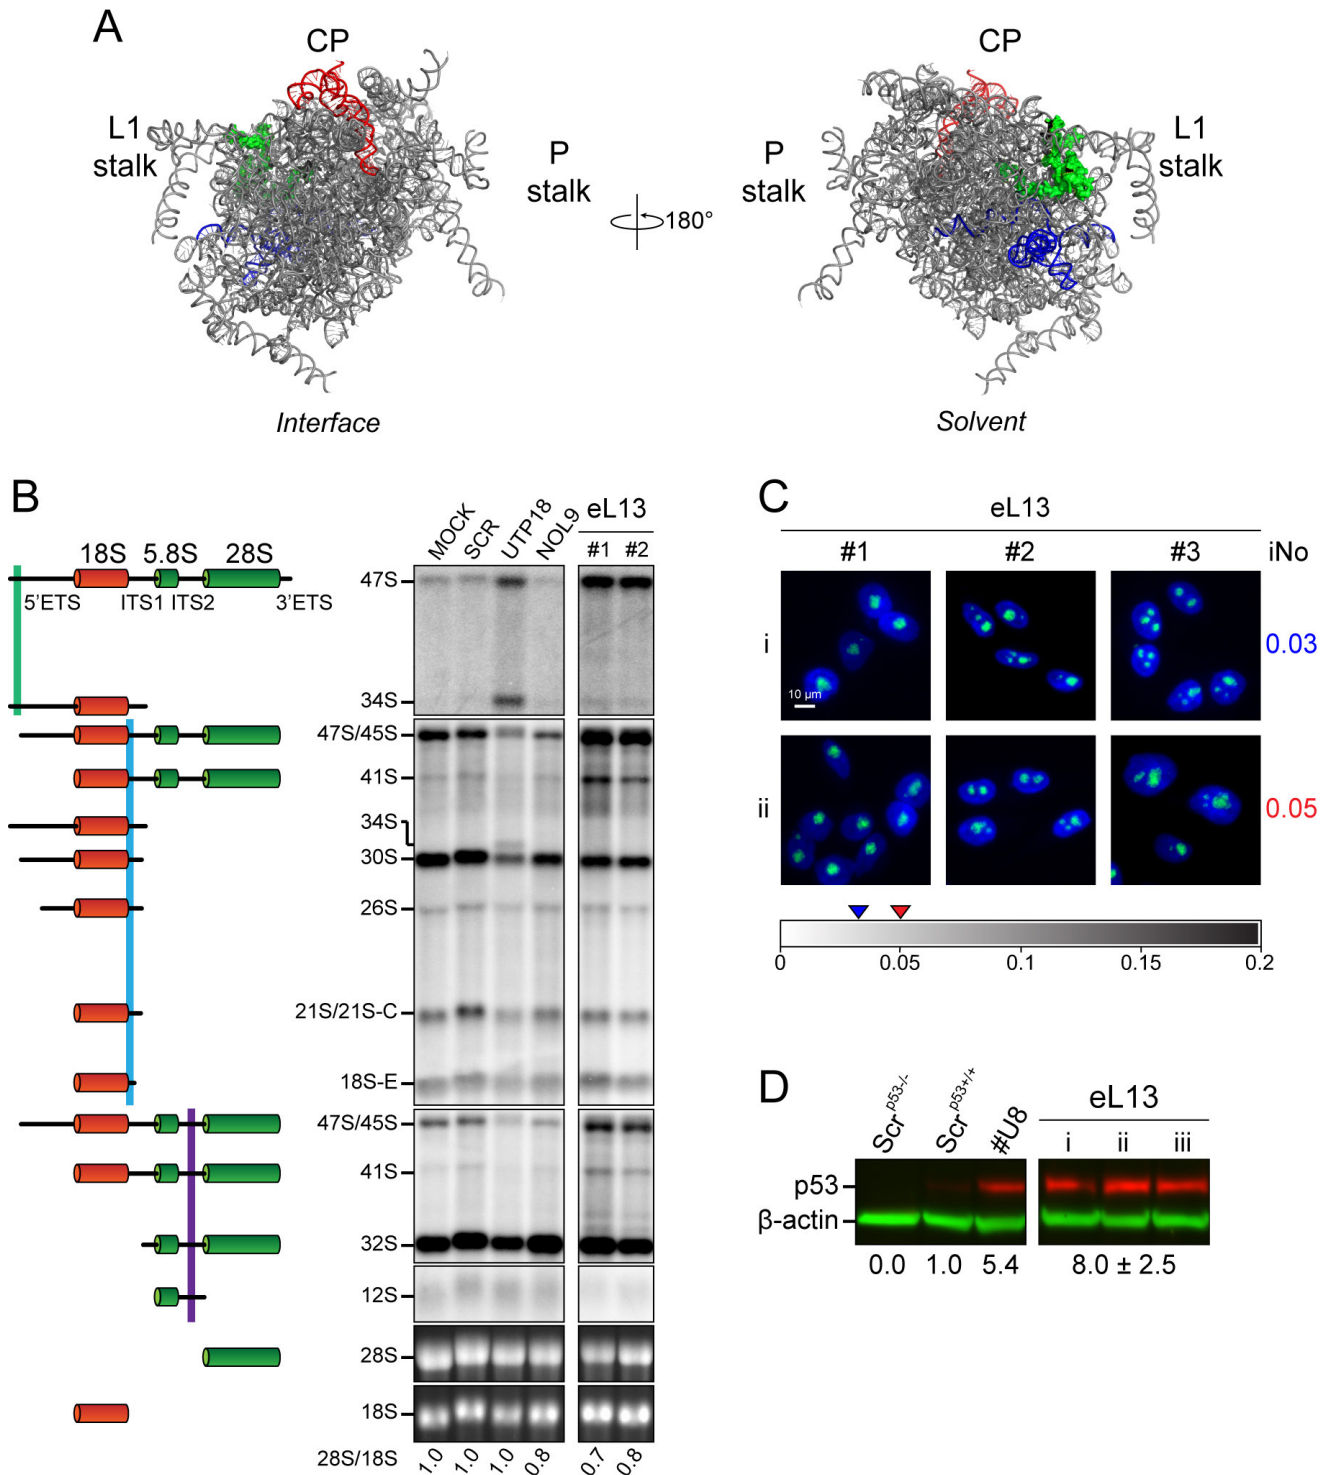 A
CP
L1
stalk
P
stalk
180°
P
stalk
CP
L1
stalk
Interface
Solvent
B
18S 5.8S 28S
5'ETS ITS1 ITS2 3'ETS
MOCK SCR UTP18 NOL9
eL13
#1 #2
47S
34S
47S/45S
41S
34S
30S
26S
21S/21S-C
18S-E
47S/45S
41S
32S
12S
28S
18S
28S/18S 1.0 1.0 1.0 0.8 0.7 0.8
C
eL13
#1 #2 #3 iNo
i 0.03
10 µm
ii 0.05
0 0.05 0.1 0.15 0.2
D
Scr p53-/- Scr p53+/+ #U8
eL13
i ii iii
p53
β-actin
0.0 1.0 5.4 8.0 ± 2.5